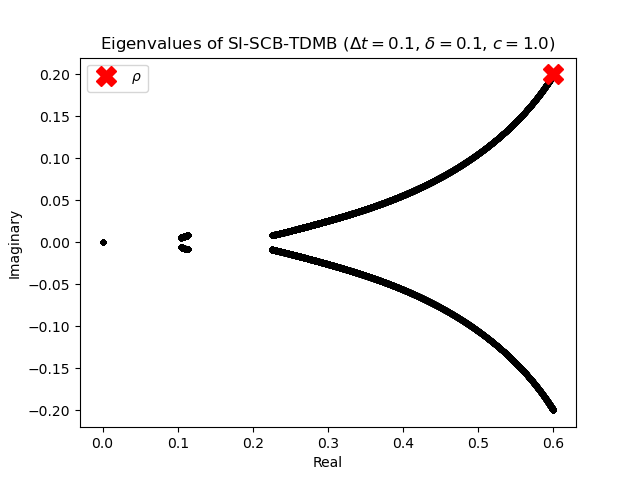 Eigenvalues of SI-SCB-TDMB (Δt = 0.1, δ = 0.1, c = 1.0)
ρ
0.20
0.15
0.10
0.05
0.00
−0.05
−0.10
−0.15
−0.20
Imaginary
0.0 0.1 0.2 0.3 0.4 0.5 0.6
Real